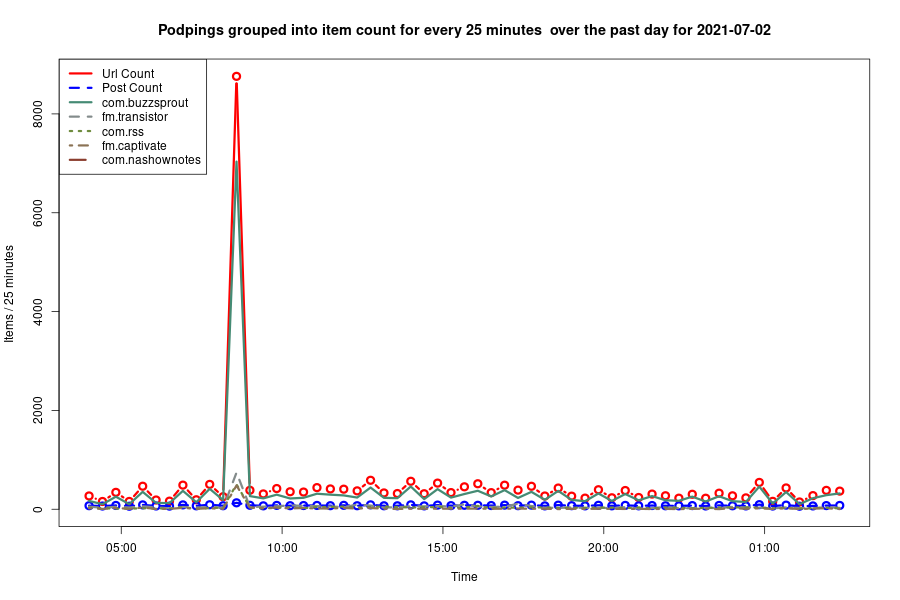 Podpings grouped into item count for every 25 minutes  over the past day for 2021-07-02
Url Count
Post Count
com.buzzsprout
fm.transistor
com.rss
fm.captivate
com.nashownotes
Items / 25 minutes
8000
6000
4000
2000
0
05:00
10:00
15:00
20:00
01:00
Time